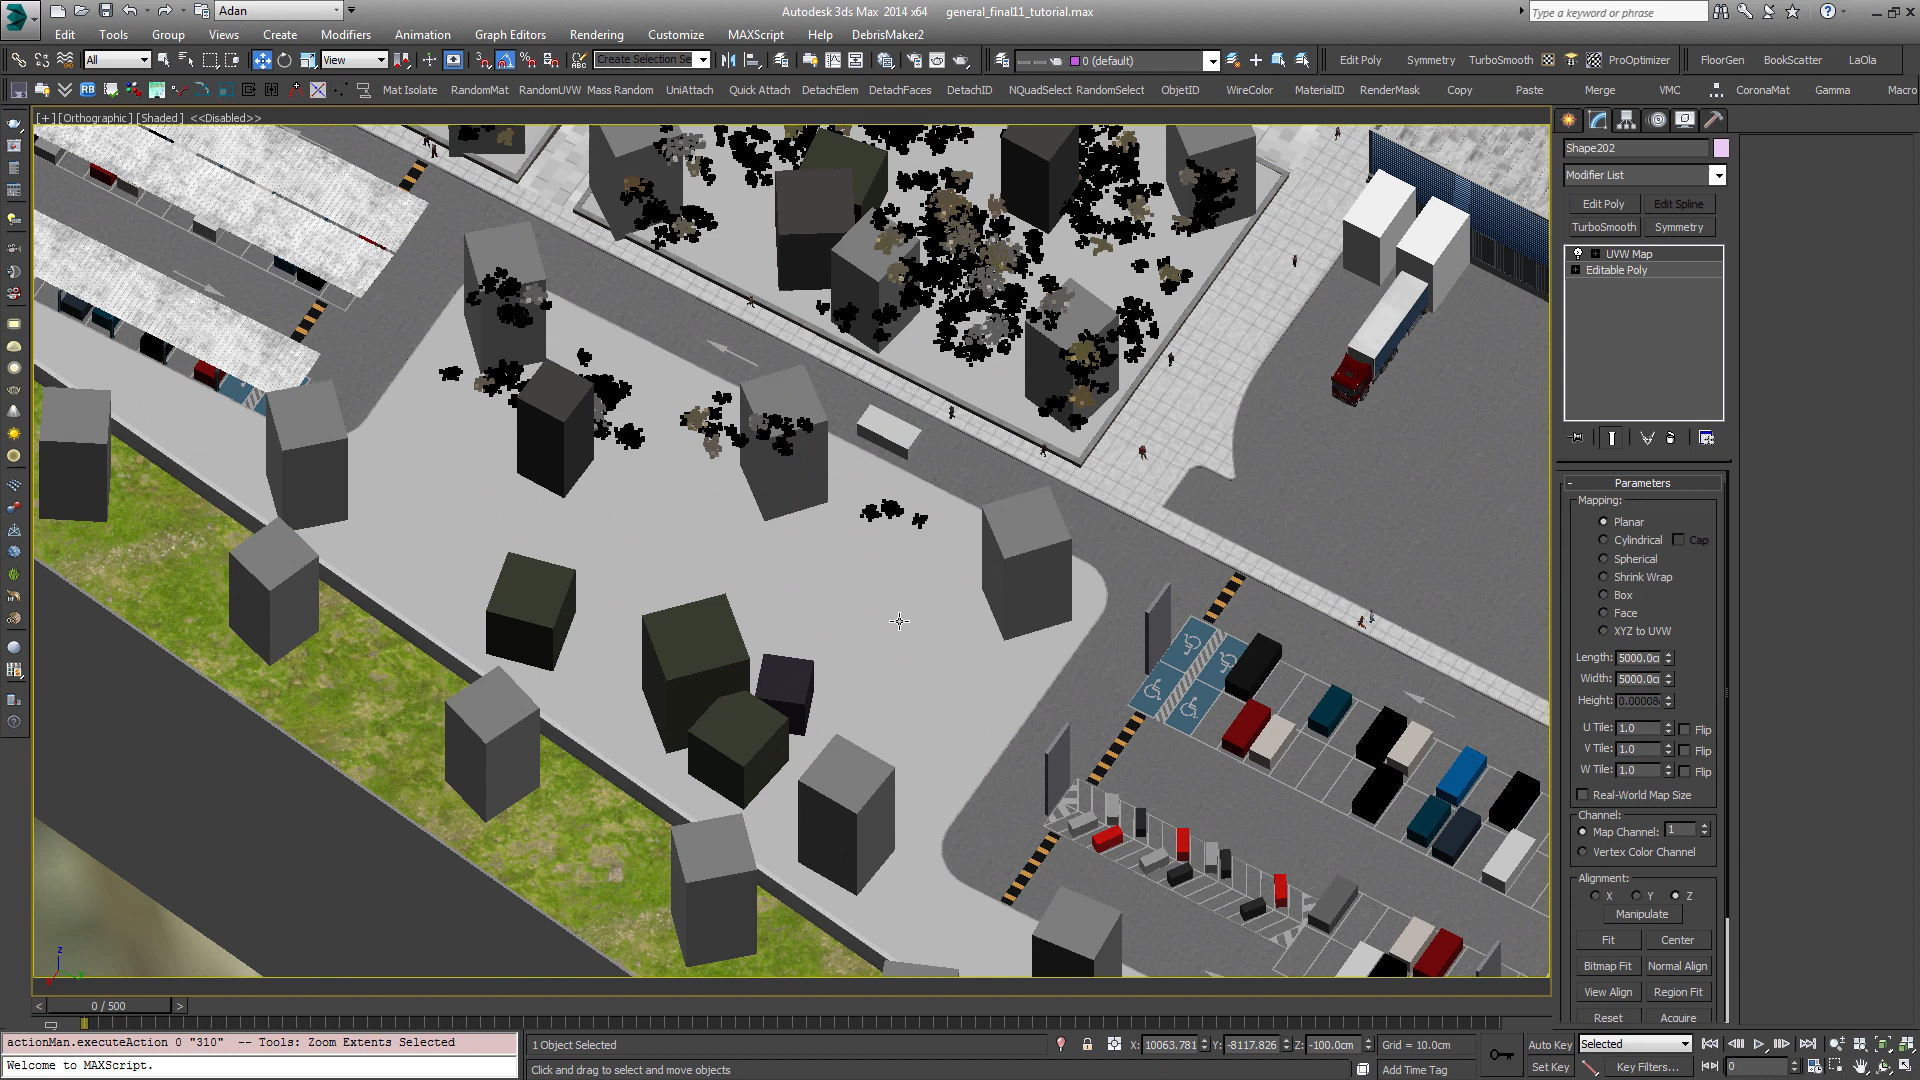 Adan
Autodesk 3ds Max 2014 x64 general_final11_tutorial.max
Type a keyword or phrase
Edit Tools Group Views Create Modifiers Animation Graph Editors Rendering Customize MAXScript Help DebrisMaker2
All View Create Selection Se 0 (default) Edit Poly Symmetry TurboSmooth ProOptimizer FloorGen BookScatter LaOla
RB Mat Isolate RandomMat RandomUVW Mass Random UniAttach Quick Attach DetachElem DetachFaces DetachID NQuadSelect RandomSelect ObjetID WireColor MaterialID RenderMask Copy Paste Merge VMC CoronaMat Gamma Macro
[+] [Orthographic] [Shaded] <<Disabled>>
Shape202
Modifier List
Edit Poly Edit Spline
TurboSmooth Symmetry
UVW Map
Editable Poly
Parameters
Mapping:
Planar
Cylindrical Cap
Spherical
Shrink Wrap
Box
Face
XYZ to UVW
Length: 5000.0c
Width: 5000.0c
Height: 0.00008
U Tile: 1.0 Flip
V Tile: 1.0 Flip
W Tile: 1.0 Flip
Real-World Map Size
Channel:
Map Channel: 1
Vertex Color Channel
Alignment:
X Y Z
Manipulate
Fit Center
Bitmap Fit Normal Align
View Align Region Fit
Reset Acquire
z
< 0 / 500 >
actionMan.executeAction 0 "310" -- Tools: Zoom Extents Selected
Welcome to MAXScript.
1 Object Selected
Click and drag to select and move objects
X: 10063.781 Y: -8117.826 Z: -100.0cm Grid = 10.0cm
Add Time Tag
Auto Key Selected
Set Key Key Filters...
0